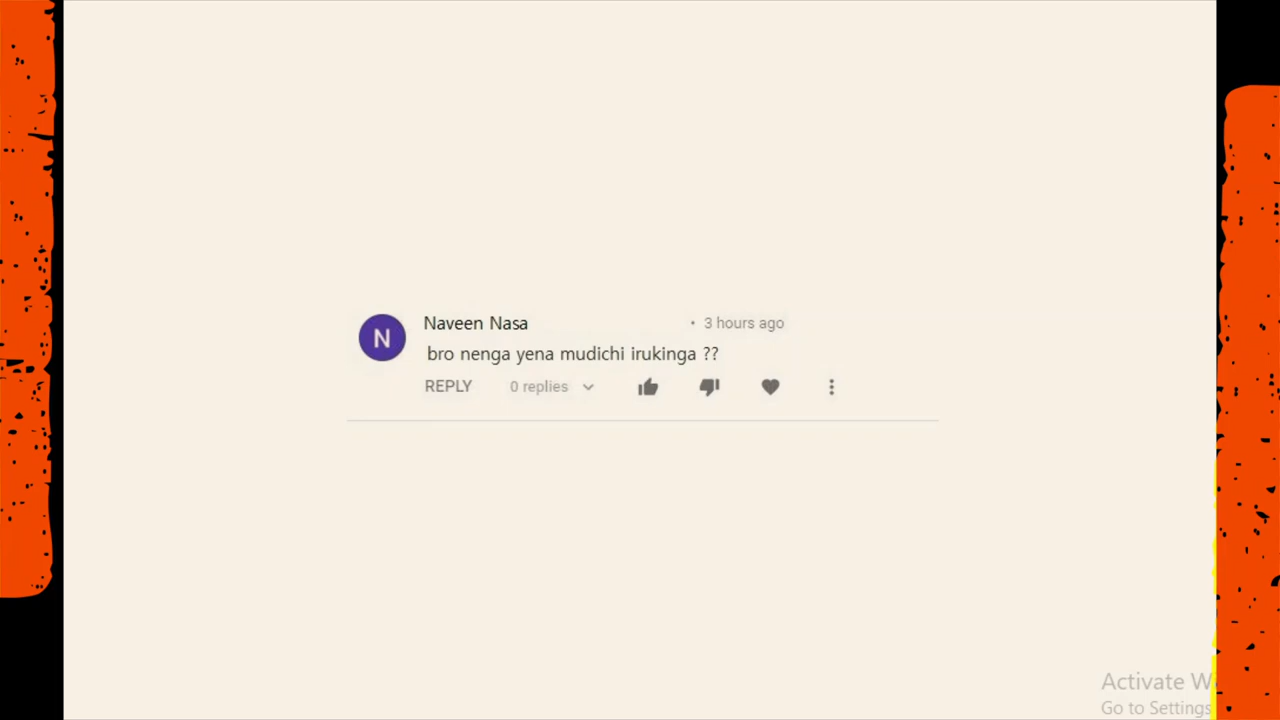 N
Naveen Nasa • 3 hours ago
bro nenga yena mudichi irukinga ??
REPLY 0 replies
Activate W
Go to Settings